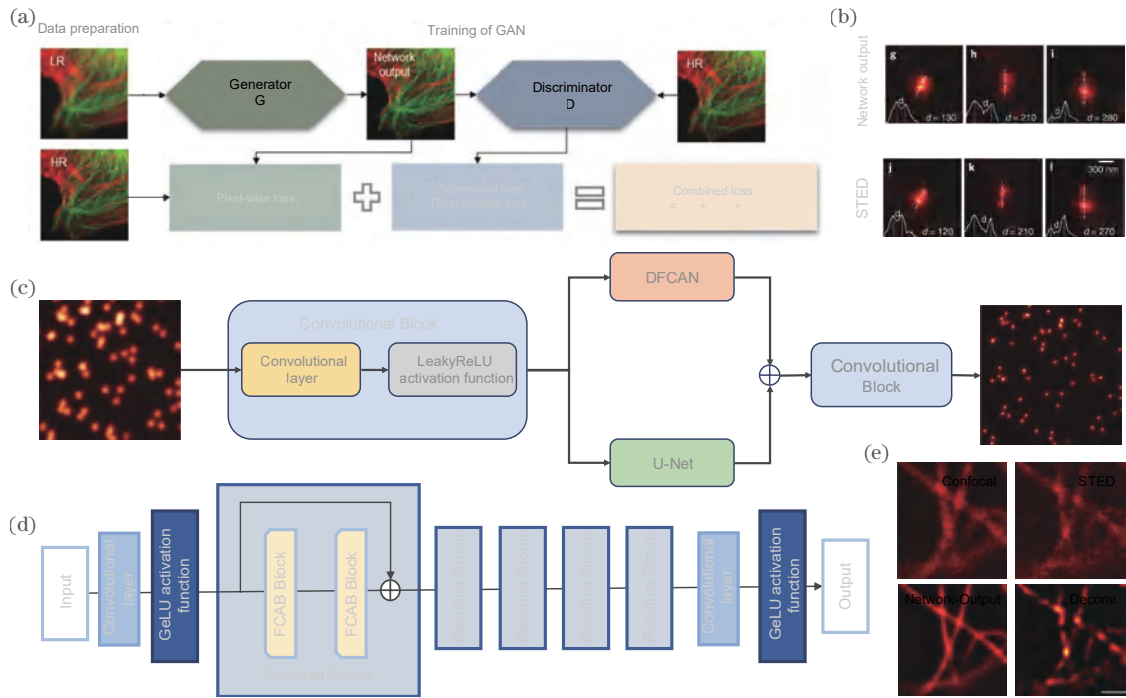 (a)
Data preparation
Training of GAN
LR
Generator
G
Network
output
Discriminator
D
HR
HR
Pixel-wise loss,
Adversarial loss
Discriminator loss
Combined loss
= + +
(b)
Network output
g
h
i
d
d
d
d = 130
d = 210
d = 280
STED
j
k
l
300 nm
d
d
d
d = 120
d = 210
d = 270
(c)
Convolutional Block
Convolutional
layer
LeakyReLU
activation function
DFCAN
U-Net
Convolutional
Block
(d)
Input
Convolutional
layer
GeLU activation
function
FCAB Block
FCAB Block
Residual Group
Residual Group
Residual Group
Residual Group
Residual Group
Convolutional
layer
GeLU activation
function
Output
(e)
Confocal
STED
Network-Output
Deconv.